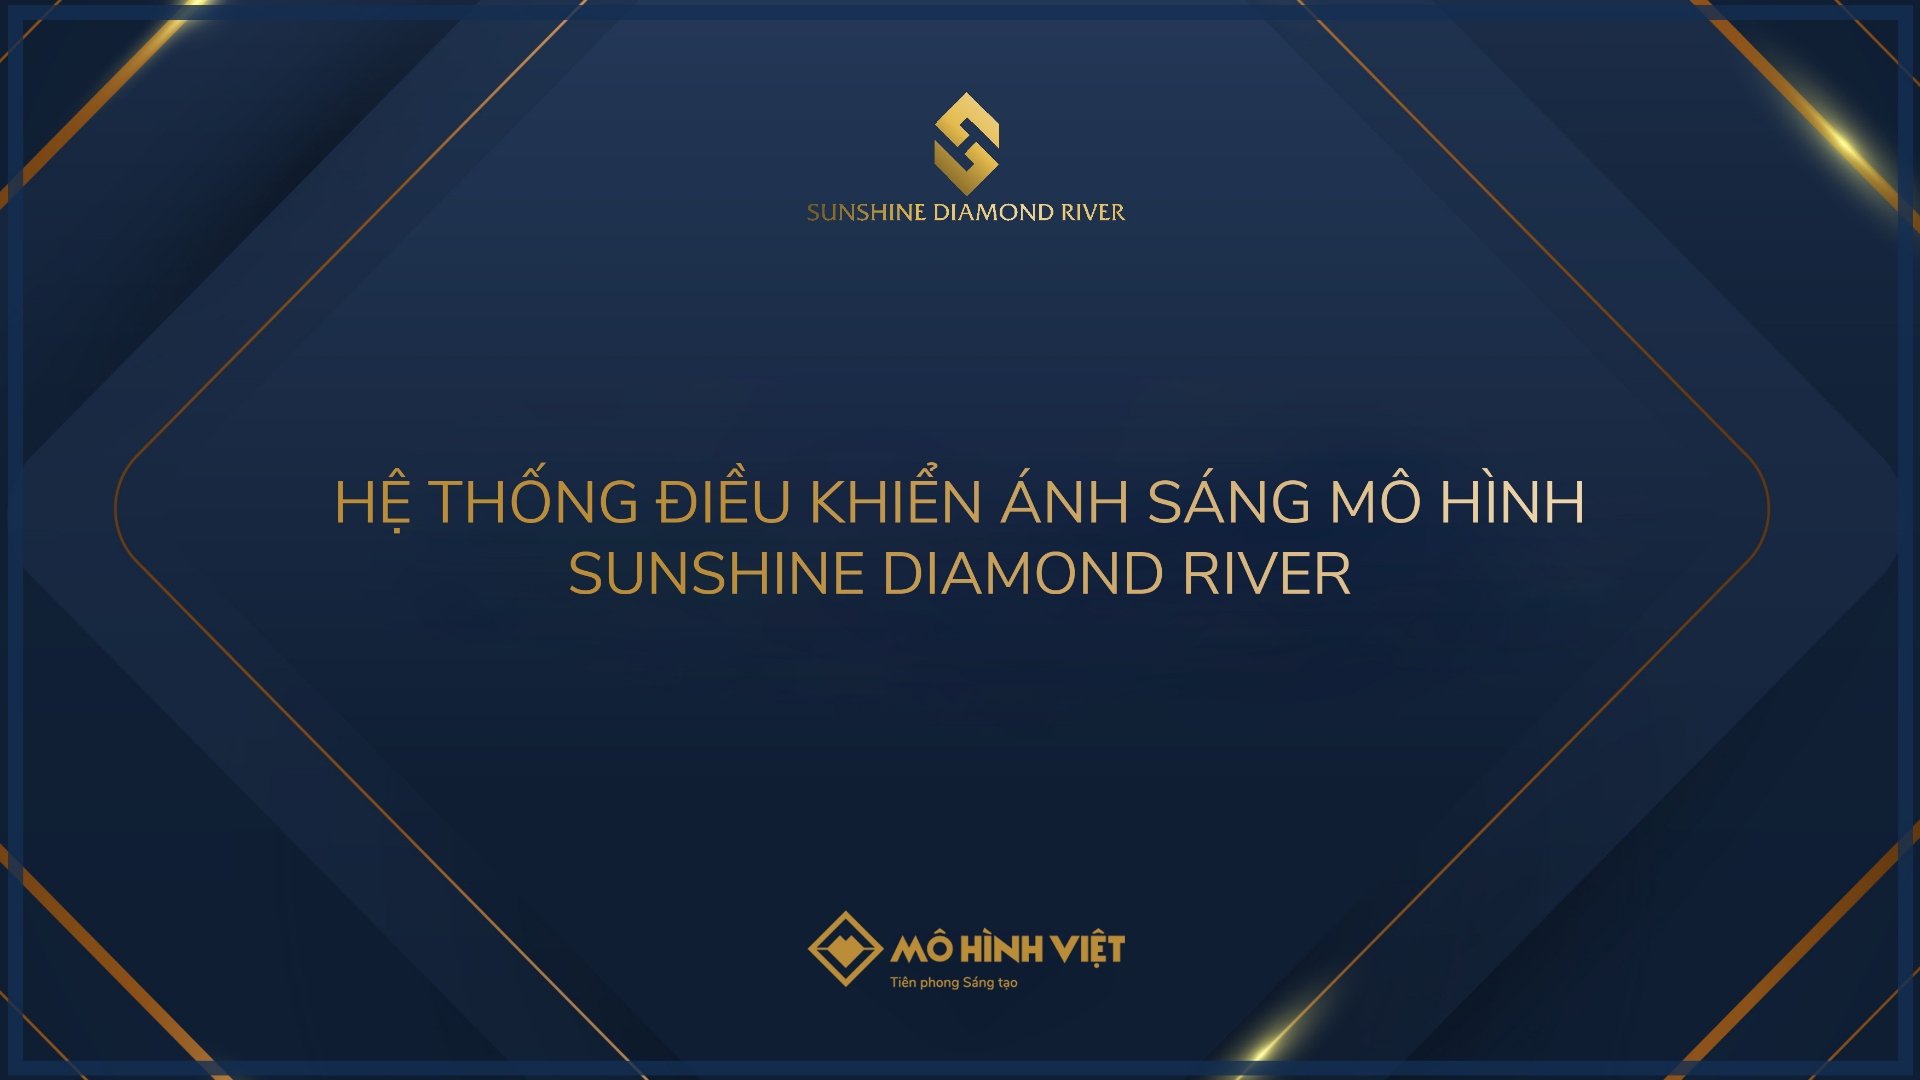 SUNSHINE DIAMOND RIVER
HỆ THỐNG ĐIỀU KHIỂN ÁNH SÁNG MÔ HÌNH
SUNSHINE DIAMOND RIVER
MÔ HÌNH VIỆT
Tiên phong Sáng tạo